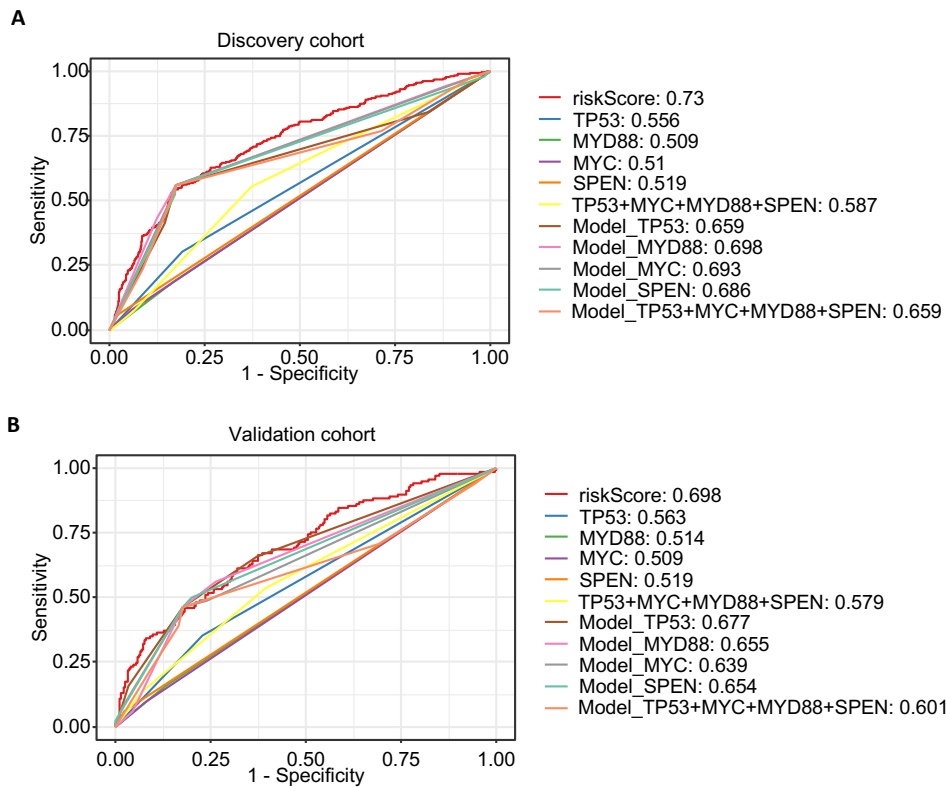 A
Discovery cohort
1.00
0.75
0.50
0.25
0.00
Sensitivity
0.00 0.25 0.50 0.75 1.00
1 - Specificity
riskScore: 0.73
TP53: 0.556
MYD88: 0.509
MYC: 0.51
SPEN: 0.519
TP53+MYC+MYD88+SPEN: 0.587
Model_TP53: 0.659
Model_MYD88: 0.698
Model_MYC: 0.693
Model_SPEN: 0.686
Model_TP53+MYC+MYD88+SPEN: 0.659
B
Validation cohort
1.00
0.75
0.50
0.25
0.00
Sensitivity
0.00 0.25 0.50 0.75 1.00
1 - Specificity
riskScore: 0.698
TP53: 0.563
MYD88: 0.514
MYC: 0.509
SPEN: 0.519
TP53+MYC+MYD88+SPEN: 0.579
Model_TP53: 0.677
Model_MYD88: 0.655
Model_MYC: 0.639
Model_SPEN: 0.654
Model_TP53+MYC+MYD88+SPEN: 0.601